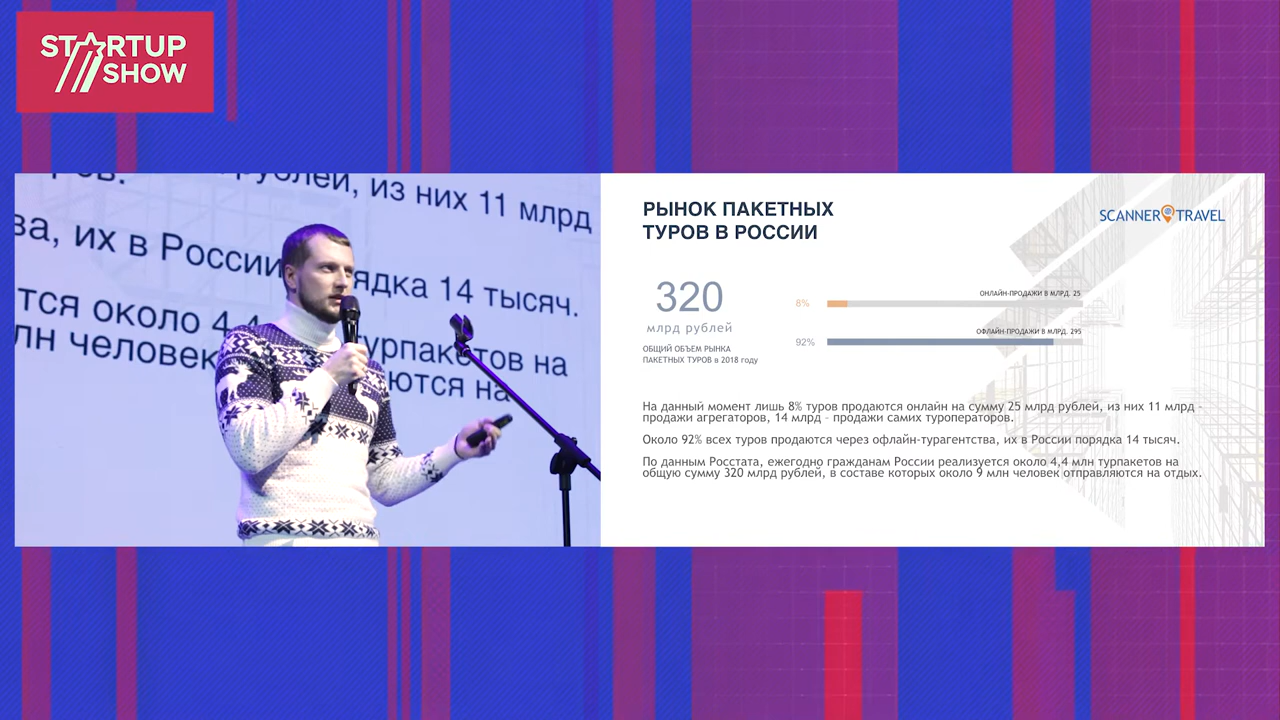 STARTUP
SHOW
ров.
рублей, из них 11 млрд
ва, их в России порядка 14 тысяч.
тся около 4,4 турпакетов на
лн человек ются на
РЫНОК ПАКЕТНЫХ
ТУРОВ В РОССИИ
SCANNER TRAVEL
320
млрд рублей
ОБЩИЙ ОБЪЕМ РЫНКА
ПАКЕТНЫХ ТУРОВ в 2018 году
ОНЛАЙН-ПРОДАЖИ В МЛРД. 25
8%
ОФЛАЙН-ПРОДАЖИ В МЛРД. 295
92%
На данный момент лишь 8% туров продаются онлайн на сумму 25 млрд рублей, из них 11 млрд -
продажи агрегаторов, 14 млрд - продажи самих туроператоров.
Около 92% всех туров продаются через офлайн-турагентства, их в России порядка 14 тысяч.
По данным Росстата, ежегодно гражданам России реализуется около 4,4 млн турпакетов на
общую сумму 320 млрд рублей, в составе которых около 9 млн человек отправляются на отдых.